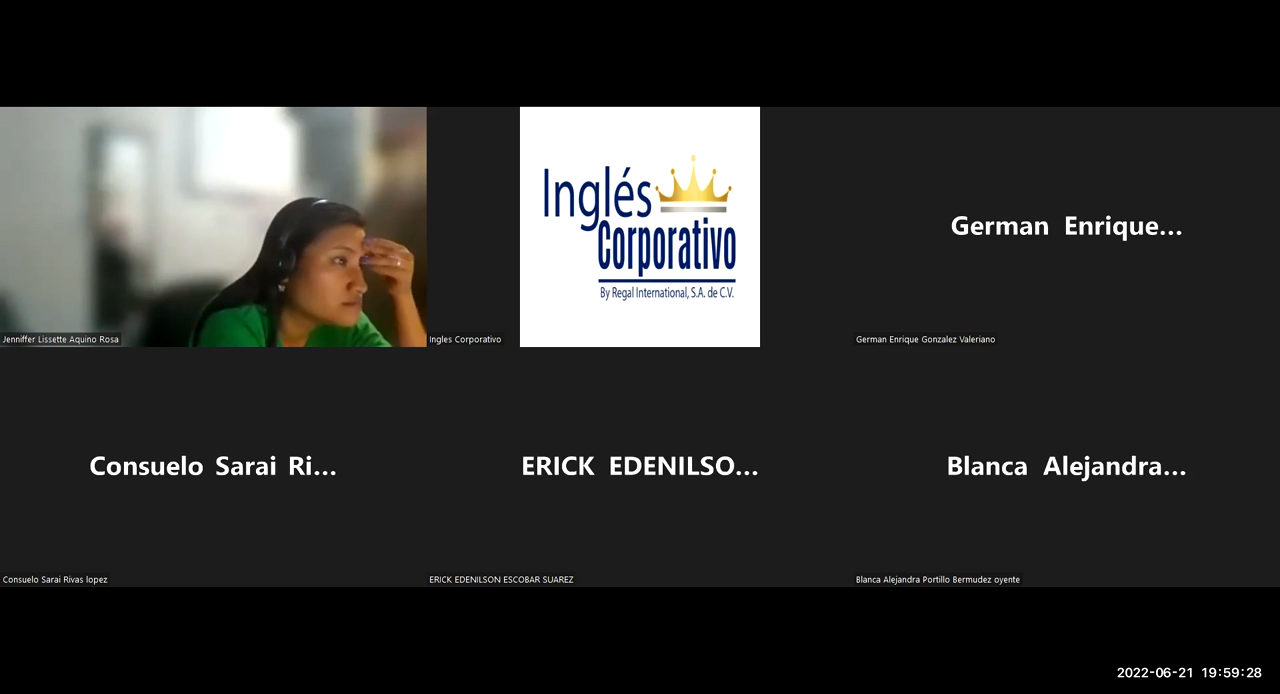 Inglés
Corporativo
By Regal International, S.A. de C.V.
German Enrique...
Jenniffer Lissette Aquino Rosa
Ingles Corporativo
German Enrique Gonzalez Valeriano
Consuelo Sarai Ri...
ERICK EDENILSO...
Blanca Alejandra...
Consuelo Sarai Rivas lopez
ERICK EDENILSON ESCOBAR SUAREZ
Blanca Alejandra Portillo Bermudez oyente
2022-06-21 19:59:28